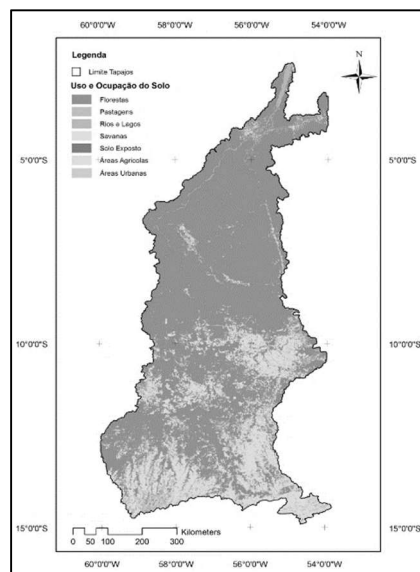 60°0'0"O 58°0'0"O 56°0'0"O 54°0'0"O
Legenda
N
Limite Tapajos
Uso e Ocupação do Solo
Florestas
Pastagens
Rios e Lagos
Savanas
Solo Exposto
Áreas Agrícolas
Áreas Urbanas
5°0'0"S 5°0'0"S
10°0'0"S 10°0'0"S
15°0'0"S 15°0'0"S
0 50 100 200 300
Kilometers
60°0'0"O 58°0'0"O 56°0'0"O 54°0'0"O